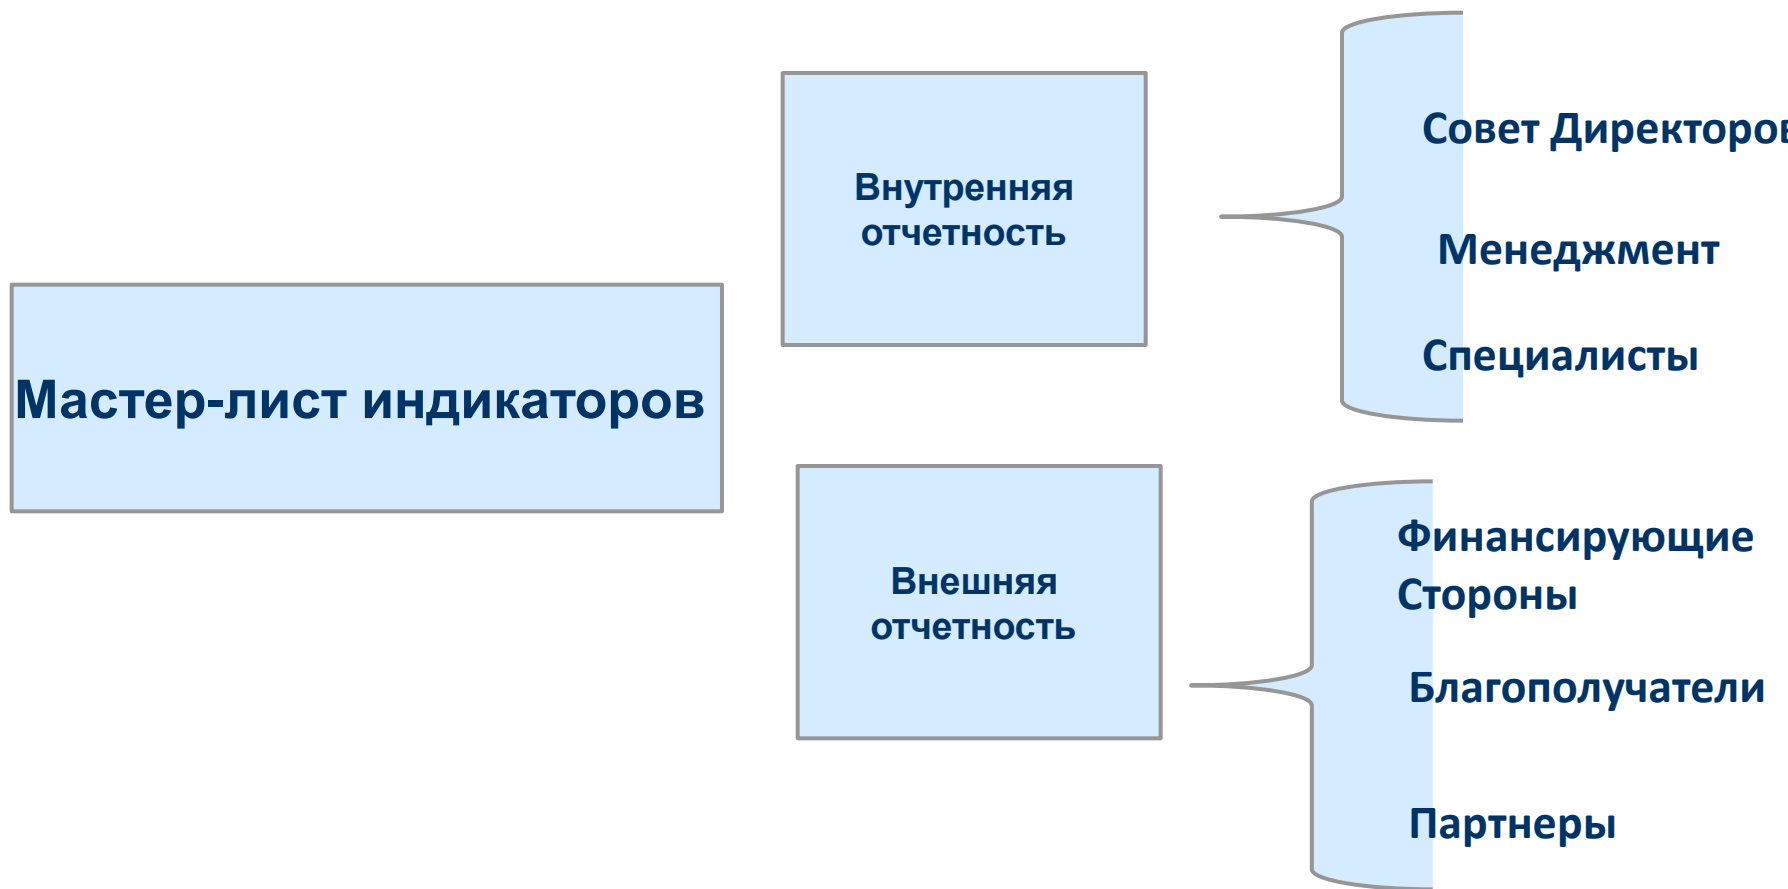 Мастер-лист индикаторов
Внутренняя
отчетность
Совет Директоров
Менеджмент
Специалисты
Внешняя
отчетность
Финансирующие
Стороны
Благополучатели
Партнеры